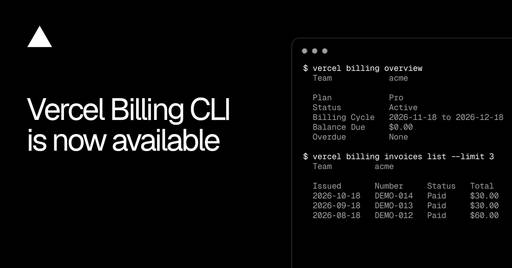 Vercel Billing CLI
is now available
$ vercel billing overview
Team acme
Plan Pro
Status Active
Billing Cycle 2026-11-18 to 2026-12-18
Balance Due $0.00
Overdue None
$ vercel billing invoices list --limit 3
Team acme
Issued Number Status Total
2026-10-18 DEMO-014 Paid $30.00
2026-09-18 DEMO-013 Paid $30.00
2026-08-18 DEMO-012 Paid $60.00